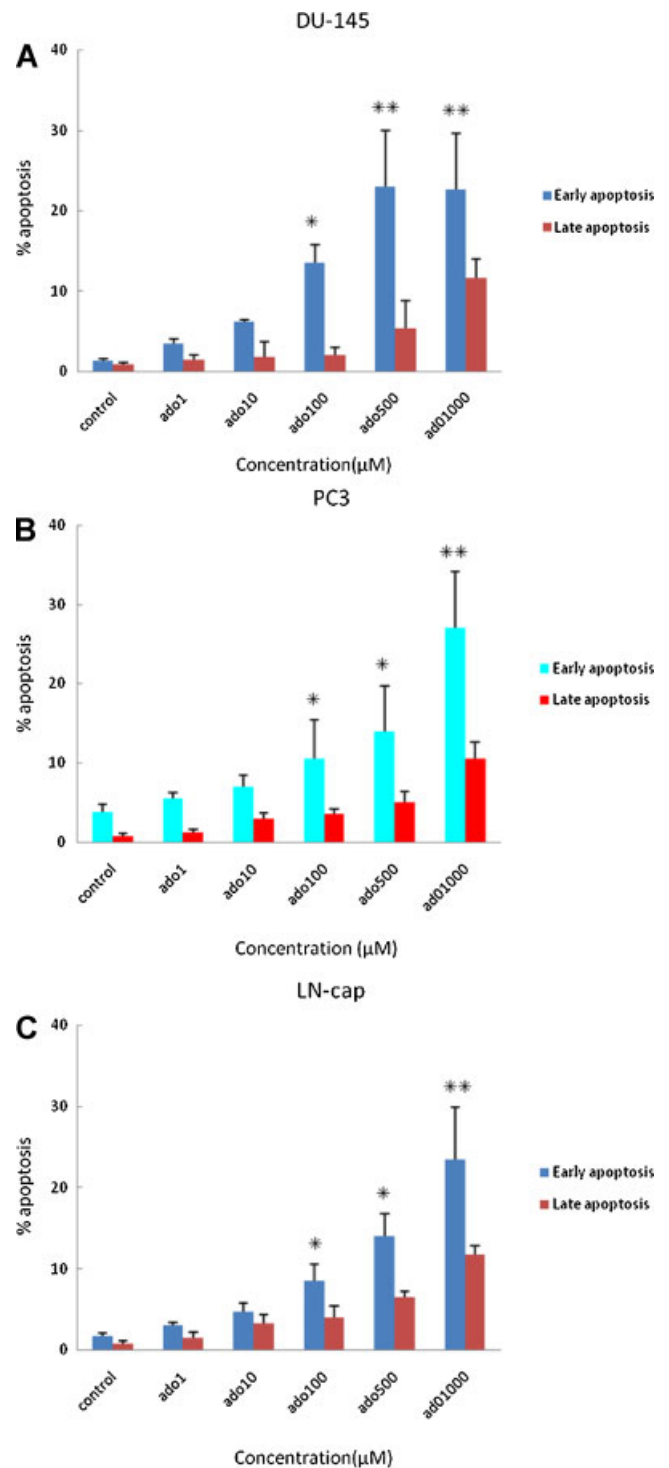 DU-145
A
40
30
20
10
0
% apoptosis
**
**
*
Early apoptosis
Late apoptosis
control
ado1
ado10
ado100
ado500
ad01000
Concentration(µM)
PC3
B
40
30
20
10
0
% apoptosis
**
*
*
Early apoptosis
Late apoptosis
control
ado1
ado10
ado100
ado500
ad01000
Concentration (µM)
LN-cap
C
40
30
20
10
0
% apoptosis
**
*
*
Early apoptosis
Late apoptosis
control
ado1
ado10
ado100
ado500
ad01000
Concentration(µM)